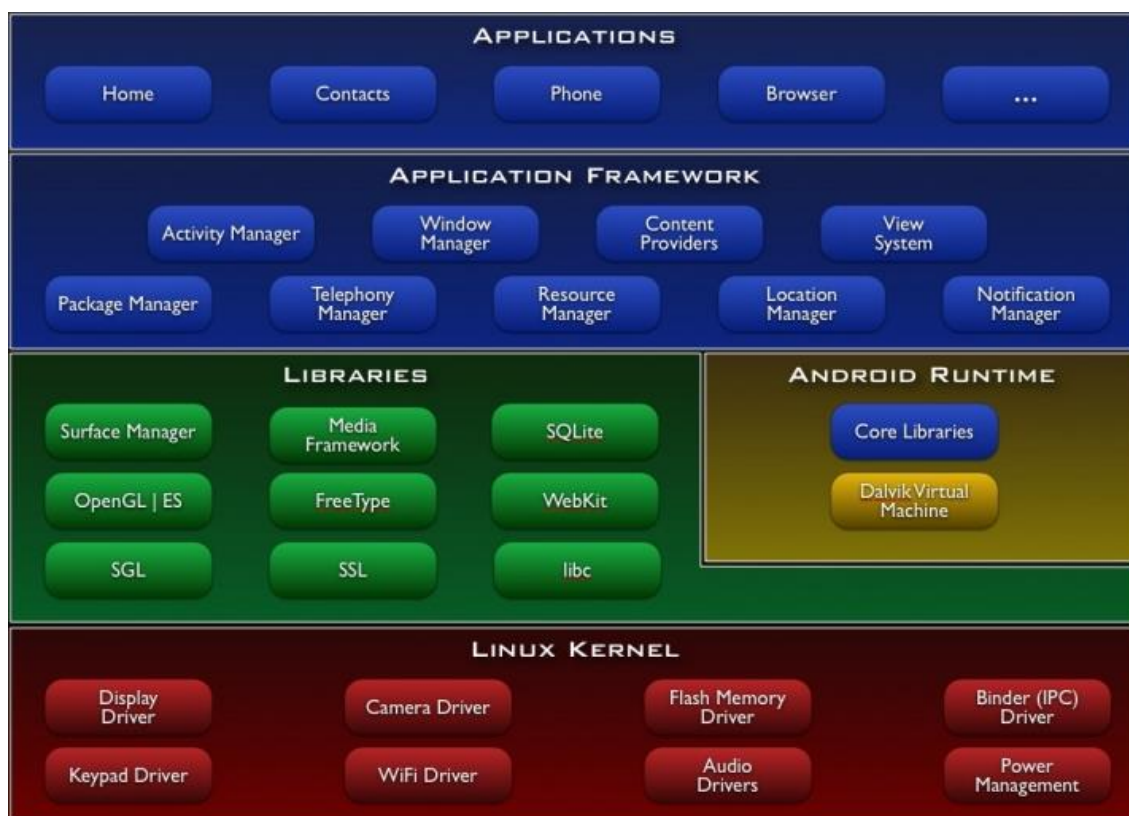 APPLICATIONS
Home
Contacts
Phone
Browser
...
APPLICATION FRAMEWORK
Activity Manager
Window
Manager
Content
Providers
View
System
Package Manager
Telephony
Manager
Resource
Manager
Location
Manager
Notification
Manager
LIBRARIES
Surface Manager
Media
Framework
SQLite
OpenGL | ES
FreeType
WebKit
SGL
SSL
libc
ANDROID RUNTIME
Core Libraries
Dalvik Virtual
Machine
LINUX KERNEL
Display
Driver
Camera Driver
Flash Memory
Driver
Binder (IPC)
Driver
Keypad Driver
WiFi Driver
Audio
Drivers
Power
Management